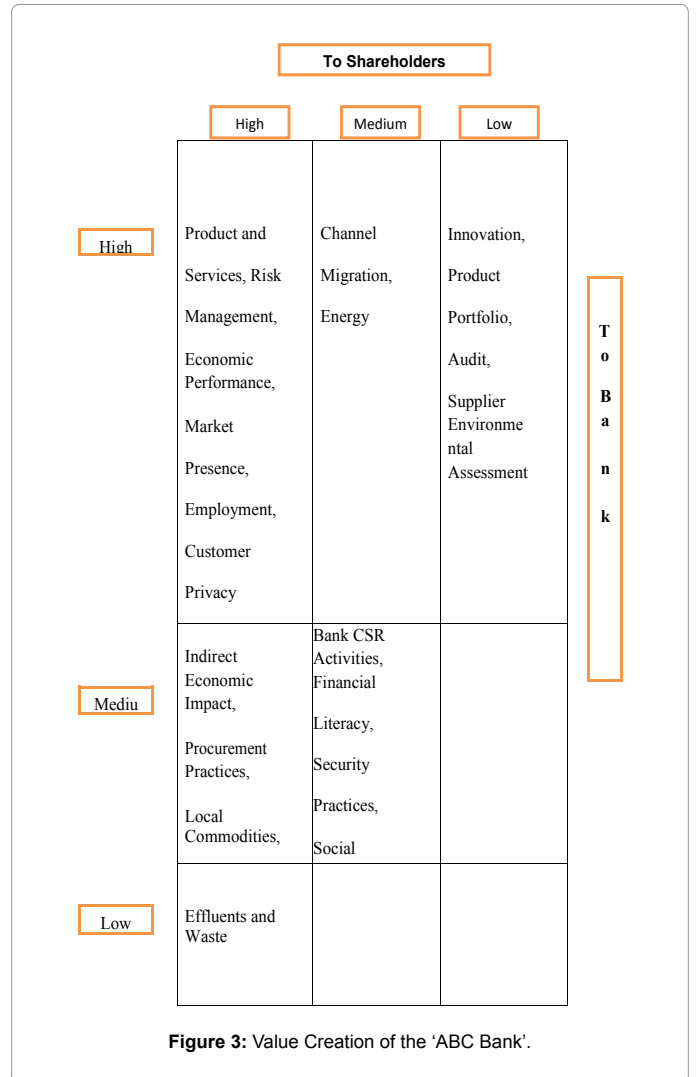 To Shareholders
High
Medium
Low
High
Product and
Services, Risk
Management,
Economic
Performance,
Market
Presence,
Employment,
Customer
Privacy
Channel
Migration,
Energy
Innovation,
Product
Portfolio,
Audit,
Supplier
Environme
ntal
Assessment
To Bank
Mediu
Indirect
Economic
Impact,
Procurement
Practices,
Local
Commodities,
Bank CSR
Activities,
Financial
Literacy,
Security
Practices,
Social
Low
Effluents and
Waste
Figure 3: Value Creation of the ‘ABC Bank’.